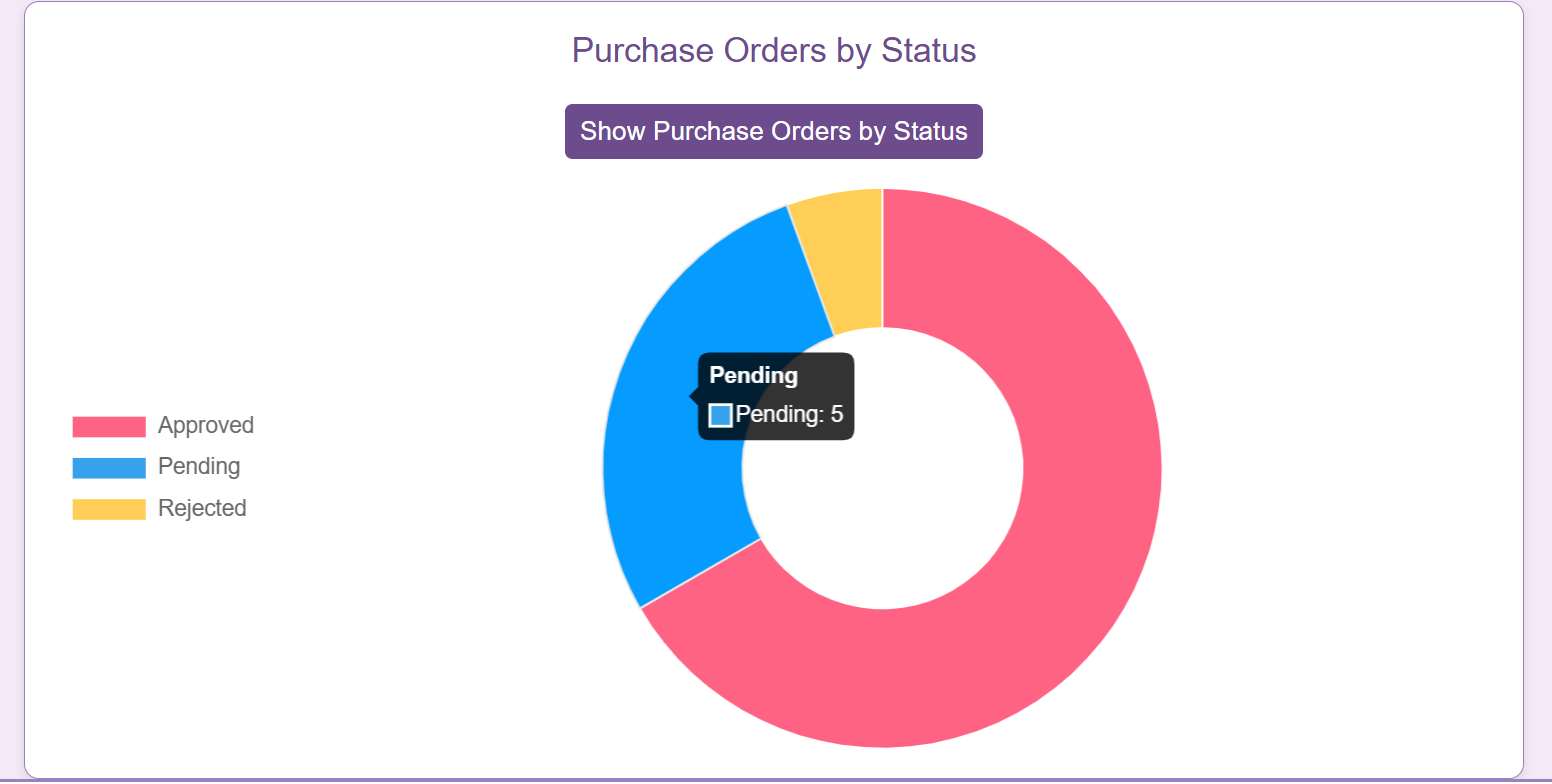 Purchase Orders by Status
Show Purchase Orders by Status
Pending
Pending: 5
Approved
Pending
Rejected